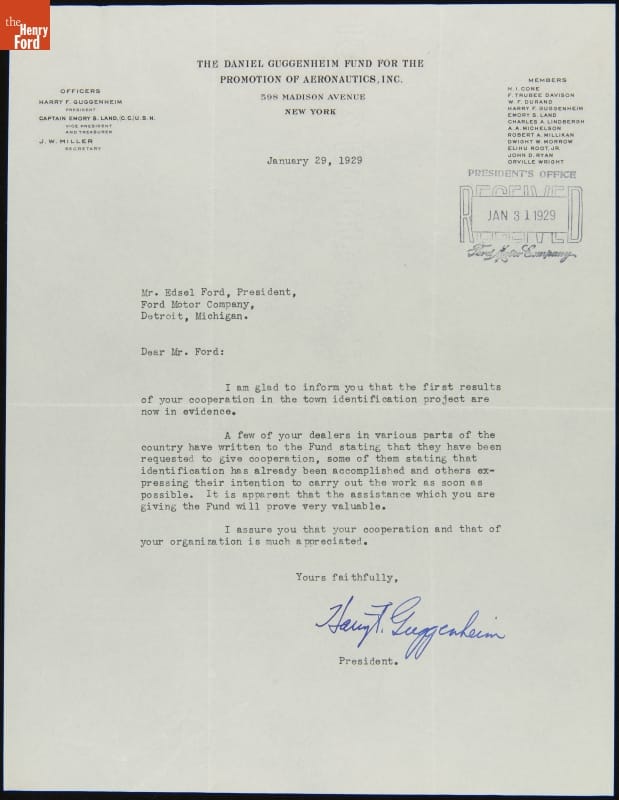 the
Henry
Ford
THE DANIEL GUGGENHEIM FUND FOR THE
PROMOTION OF AERONAUTICS, INC.
598 MADISON AVENUE
NEW YORK
OFFICERS
HARRY F. GUGGENHEIM
PRESIDENT
CAPTAIN EMORY S. LAND, (C.C.) U.S.N.
VICE PRESIDENT
AND TREASURER
J. W. MILLER
SECRETARY
MEMBERS
H. I. CONE
F. TRUBEE DAVISON
W. F. DURAND
HARRY F. GUGGENHEIM
EMORY S. LAND
CHARLES A. LINDBERGH
A. A. MICHELSON
ROBERT A. MILLIKAN
DWIGHT W. MORROW
ELIHU ROOT, JR.
JOHN D. RYAN
ORVILLE WRIGHT
January 29, 1929
PRESIDENT'S OFFICE
RECEIVED
JAN 31 1929
Ford Motor Company
Mr. Edsel Ford, President,
Ford Motor Company,
Detroit, Michigan.
Dear Mr. Ford:
I am glad to inform you that the first results
of your cooperation in the town identification project are
now in evidence.
A few of your dealers in various parts of the
country have written to the Fund stating that they have been
requested to give cooperation, some of them stating that
identification has already been accomplished and others ex-
pressing their intention to carry out the work as soon as
possible. It is apparent that the assistance which you are
giving the Fund will prove very valuable.
I assure you that your cooperation and that of
your organization is much appreciated.
Yours faithfully,
Harry F. Guggenheim
President.